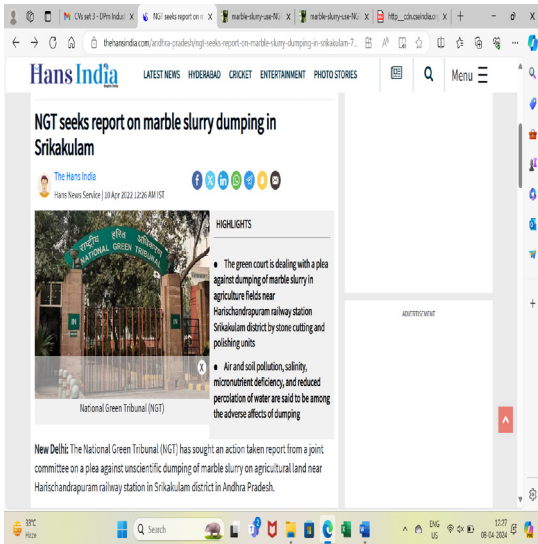 CVs set 3 - DPm Indust
NGT seeks report on m
marble-slurry-use-NGT
marble-slurry-use-NGT
http__cdn.cseindia.org
thehansindia.com/andhra-pradesh/ngt-seeks-report-on-marble-slurry-dumping-in-srikakulam-7...
Hans India
LATEST NEWS HYDERABAD CRICKET ENTERTAINMENT PHOTO STORIES
Menu
NGT seeks report on marble slurry dumping in
Srikakulam
The Hans India
Hans News Service | 10 Apr 2022 12:26 AM IST
राष्ट्रीय हरित अधिकरण
NATIONAL GREEN TRIBUNAL
National Green Tribunal (NGT)
HIGHLIGHTS
The green court is dealing with a plea
against dumping of marble slurry in
agriculture fields near
Harischandrapuram railway station
Srikakulam district by stone cutting and
polishing units
Air and soil pollution, salinity,
micronutrient deficiency, and reduced
percolation of water are said to be among
the adverse affects of dumping
ADVERTISEMENT
New Delhi: The National Green Tribunal (NGT) has sought an action taken report from a joint
committee on a plea against unscientific dumping of marble slurry on agricultural land near
Harischandrapuram railway station in Srikakulam district in Andhra Pradesh.
33°C
Haze
Search
ENG
US
12:27
06-04-2024